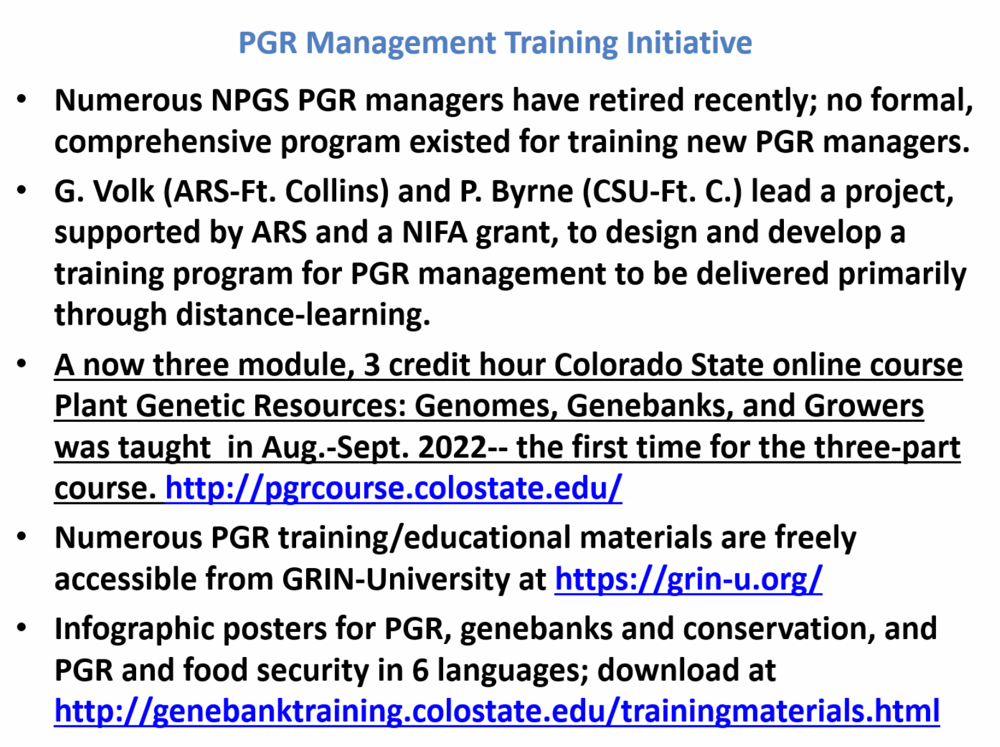 PGR Management Training Initiative
• Numerous NPGS PGR managers have retired recently; no formal,
comprehensive program existed for training new PGR managers.
• G. Volk (ARS-Ft. Collins) and P. Byrne (CSU-Ft. C.) lead a project,
supported by ARS and a NIFA grant, to design and develop a
training program for PGR management to be delivered primarily
through distance-learning.
• A now three module, 3 credit hour Colorado State online course
Plant Genetic Resources: Genomes, Genebanks, and Growers
was taught  in Aug.-Sept. 2022-- the first time for the three-part
course. http://pgrcourse.colostate.edu/
• Numerous PGR training/educational materials are freely
accessible from GRIN-University at https://grin-u.org/
• Infographic posters for PGR, genebanks and conservation, and
PGR and food security in 6 languages; download at
http://genebanktraining.colostate.edu/trainingmaterials.html